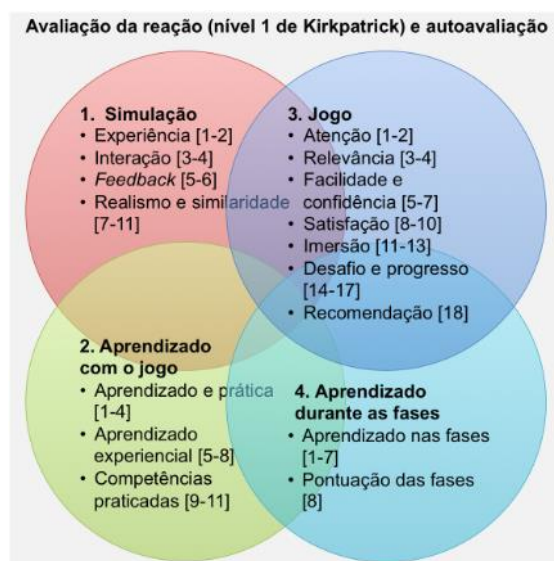 Avaliação da reação (nível 1 de Kirkpatrick) e autoavaliação
1. Simulação
• Experiência [1-2]
• Interação [3-4]
• Feedback [5-6]
• Realismo e similaridade
[7-11]
3. Jogo
• Atenção [1-2]
• Relevância [3-4]
• Facilidade e
confidência [5-7]
• Satisfação [8-10]
• Imersão [11-13]
• Desafio e progresso
[14-17]
• Recomendação [18]
2. Aprendizado
com o jogo
• Aprendizado e prática
[1-4]
• Aprendizado
experiencial [5-8]
• Competências
praticadas [9-11]
4. Aprendizado
durante as fases
• Aprendizado nas fases
[1-7]
• Pontuação das fases
[8]